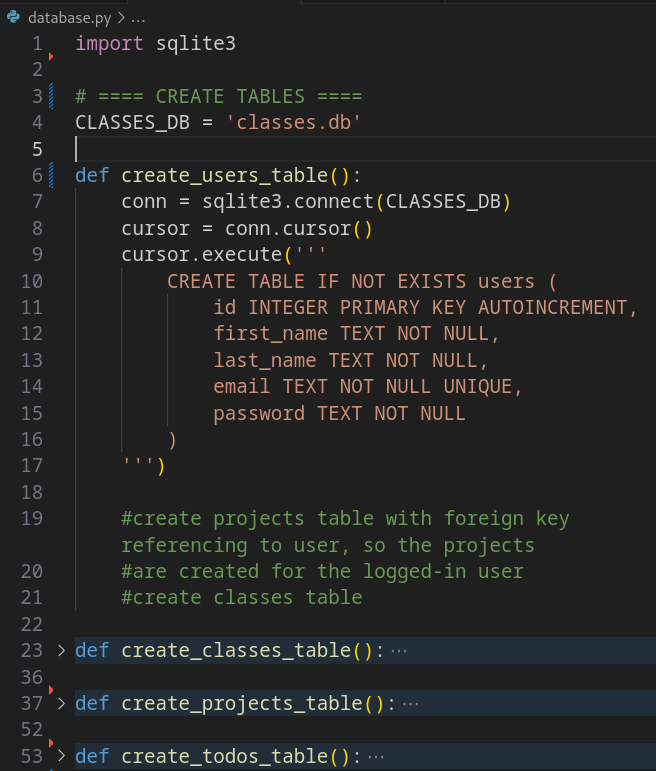 database.py > ...
1 import sqlite3
2
3 # ==== CREATE TABLES ====
4 CLASSES_DB = 'classes.db'
5
6 def create_users_table():
7     conn = sqlite3.connect(CLASSES_DB)
8     cursor = conn.cursor()
9     cursor.execute('''
10         CREATE TABLE IF NOT EXISTS users (
11             id INTEGER PRIMARY KEY AUTOINCREMENT,
12             first_name TEXT NOT NULL,
13             last_name TEXT NOT NULL,
14             email TEXT NOT NULL UNIQUE,
15             password TEXT NOT NULL
16         )
17     ''')
18
19     #create projects table with foreign key
    referencing to user, so the projects
20     #are created for the logged-in user
21     #create classes table
22
23 > def create_classes_table(): ...
36
37 > def create_projects_table(): ...
52
53 > def create_todos_table(): ...